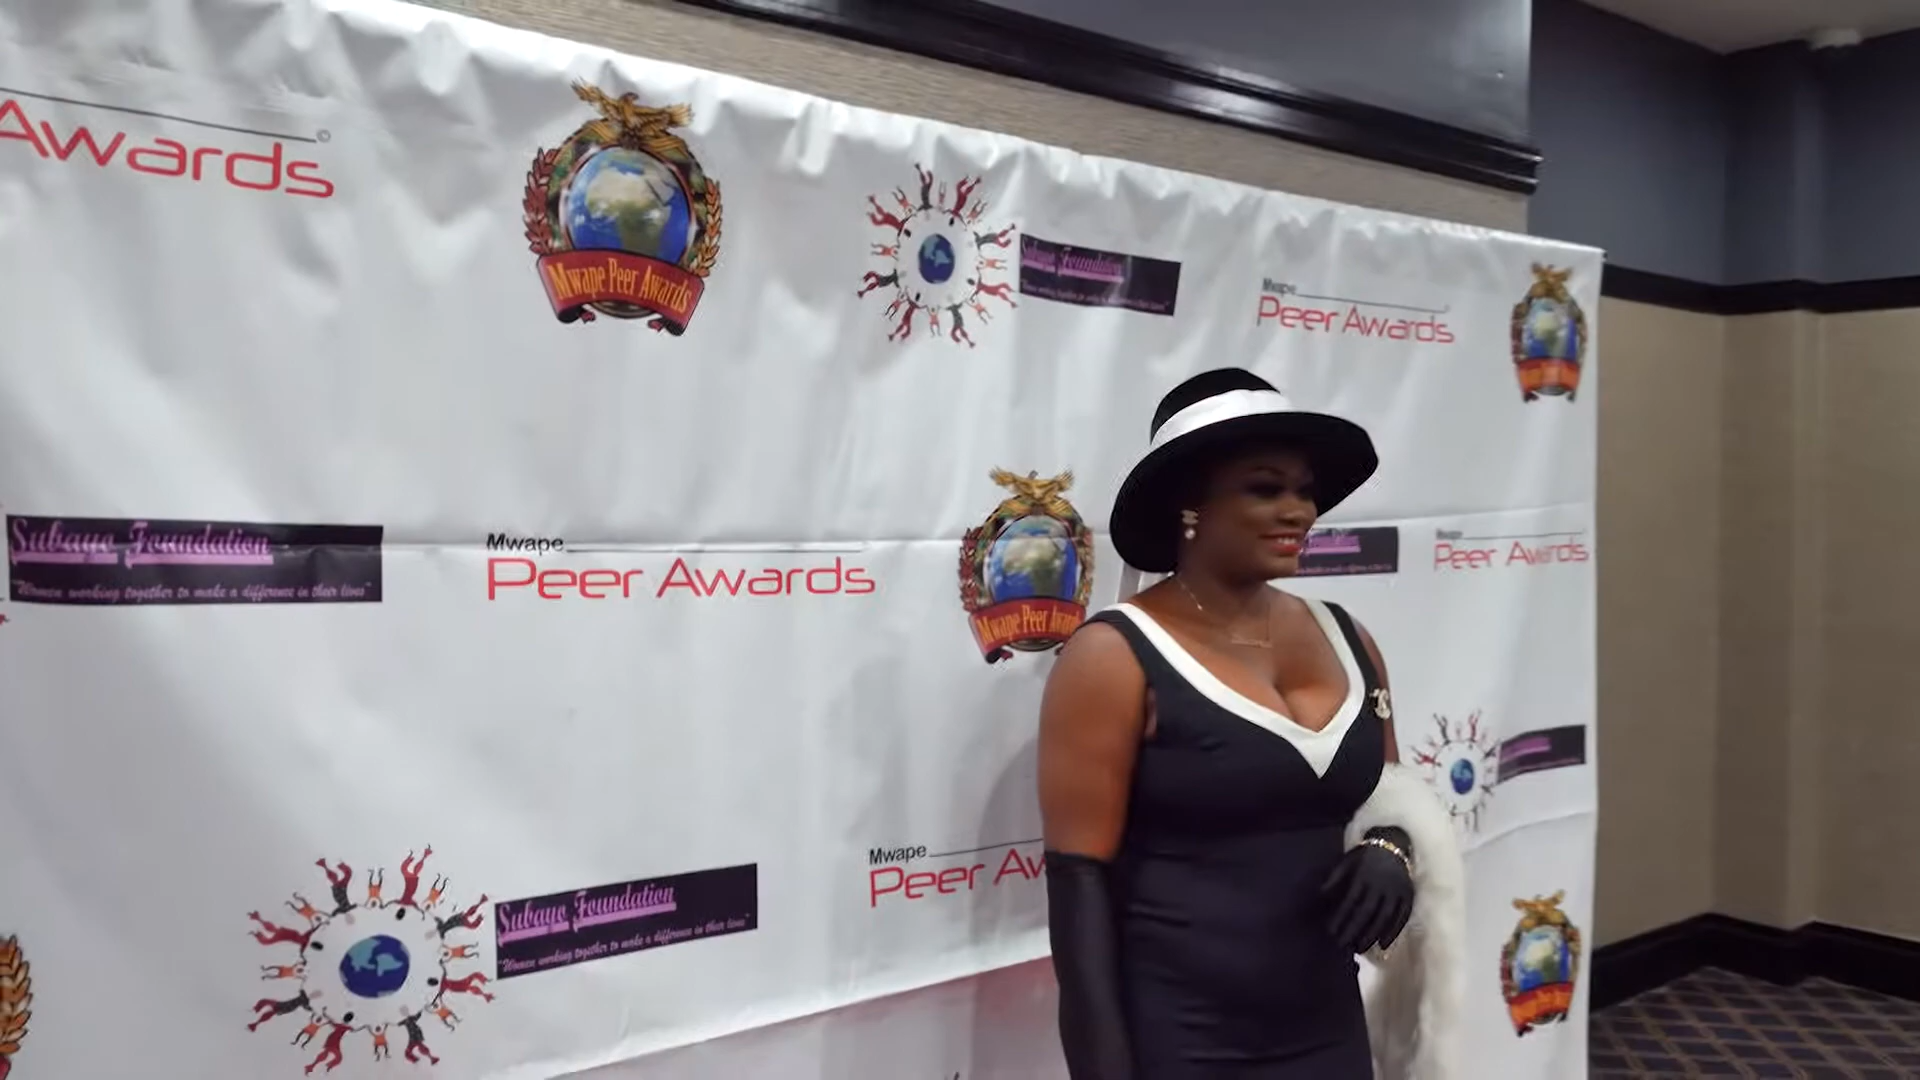 Awards©
Mwape Peer Awards
Subayo Foundation
Mwape
Peer Awards
Subayo Foundation
"Women working together to make a difference in their lives"
Mwape
Peer Awards
Mwape Peer Awards
Peer Awards
Subayo Foundation
"Women working together to make a difference in their lives"
Mwape
Peer Aw